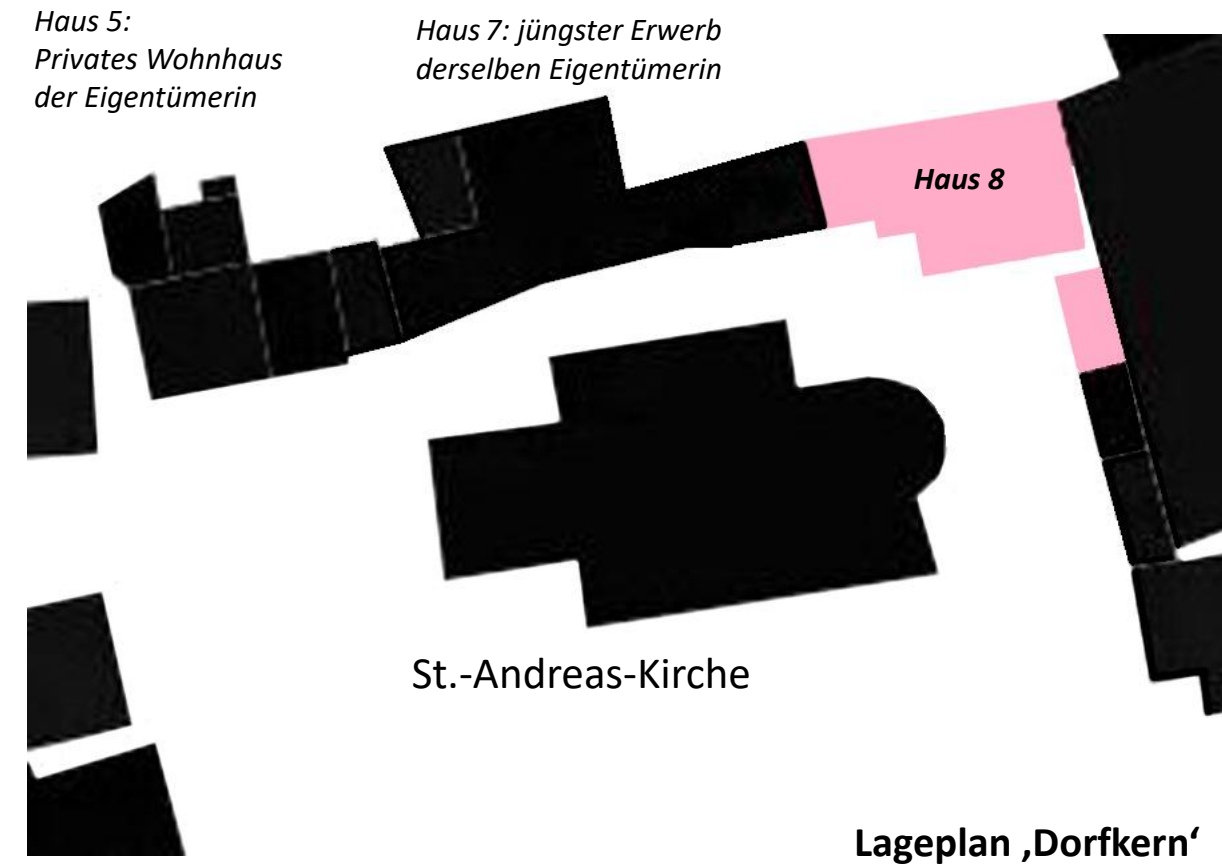 Haus 5:
Privates Wohnhaus
der Eigentümerin
Haus 7: jüngster Erwerb
derselben Eigentümerin
Haus 8
St.-Andreas-Kirche
Lageplan ‚Dorfkern‘